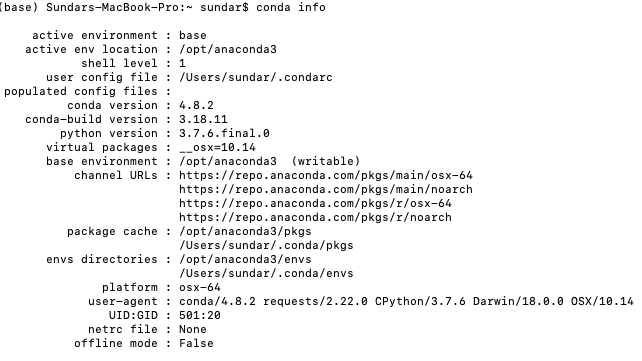 (base) Sundars-MacBook-Pro:~ sundar$ conda info
active environment : base
active env location : /opt/anaconda3
shell level : 1
user config file : /Users/sundar/.condarc
populated config files :
conda version : 4.8.2
conda-build version : 3.18.11
python version : 3.7.6.final.0
virtual packages : __osx=10.14
base environment : /opt/anaconda3  (writable)
channel URLs : https://repo.anaconda.com/pkgs/main/osx-64
https://repo.anaconda.com/pkgs/main/noarch
https://repo.anaconda.com/pkgs/r/osx-64
https://repo.anaconda.com/pkgs/r/noarch
package cache : /opt/anaconda3/pkgs
/Users/sundar/.conda/pkgs
envs directories : /opt/anaconda3/envs
/Users/sundar/.conda/envs
platform : osx-64
user-agent : conda/4.8.2 requests/2.22.0 CPython/3.7.6 Darwin/18.0.0 OSX/10.14
UID:GID : 501:20
netrc file : None
offline mode : False